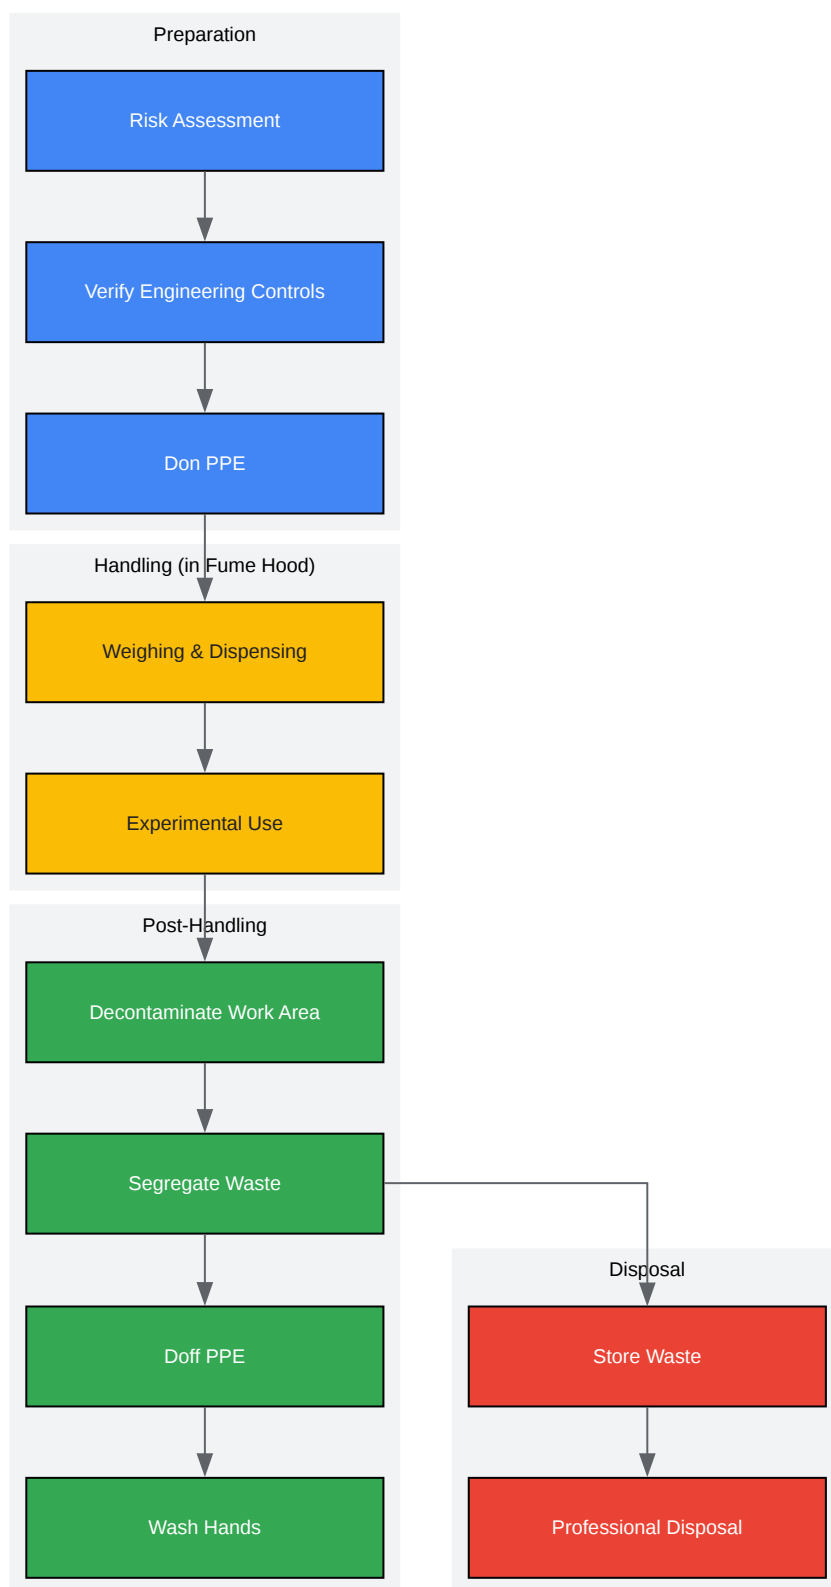 Preparation
Risk Assessment
Verify Engineering Controls
Don PPE
Handling (in Fume Hood)
Weighing & Dispensing
Experimental Use
Post-Handling
Decontaminate Work Area
Segregate Waste
Doff PPE
Wash Hands
Disposal
Store Waste
Professional Disposal